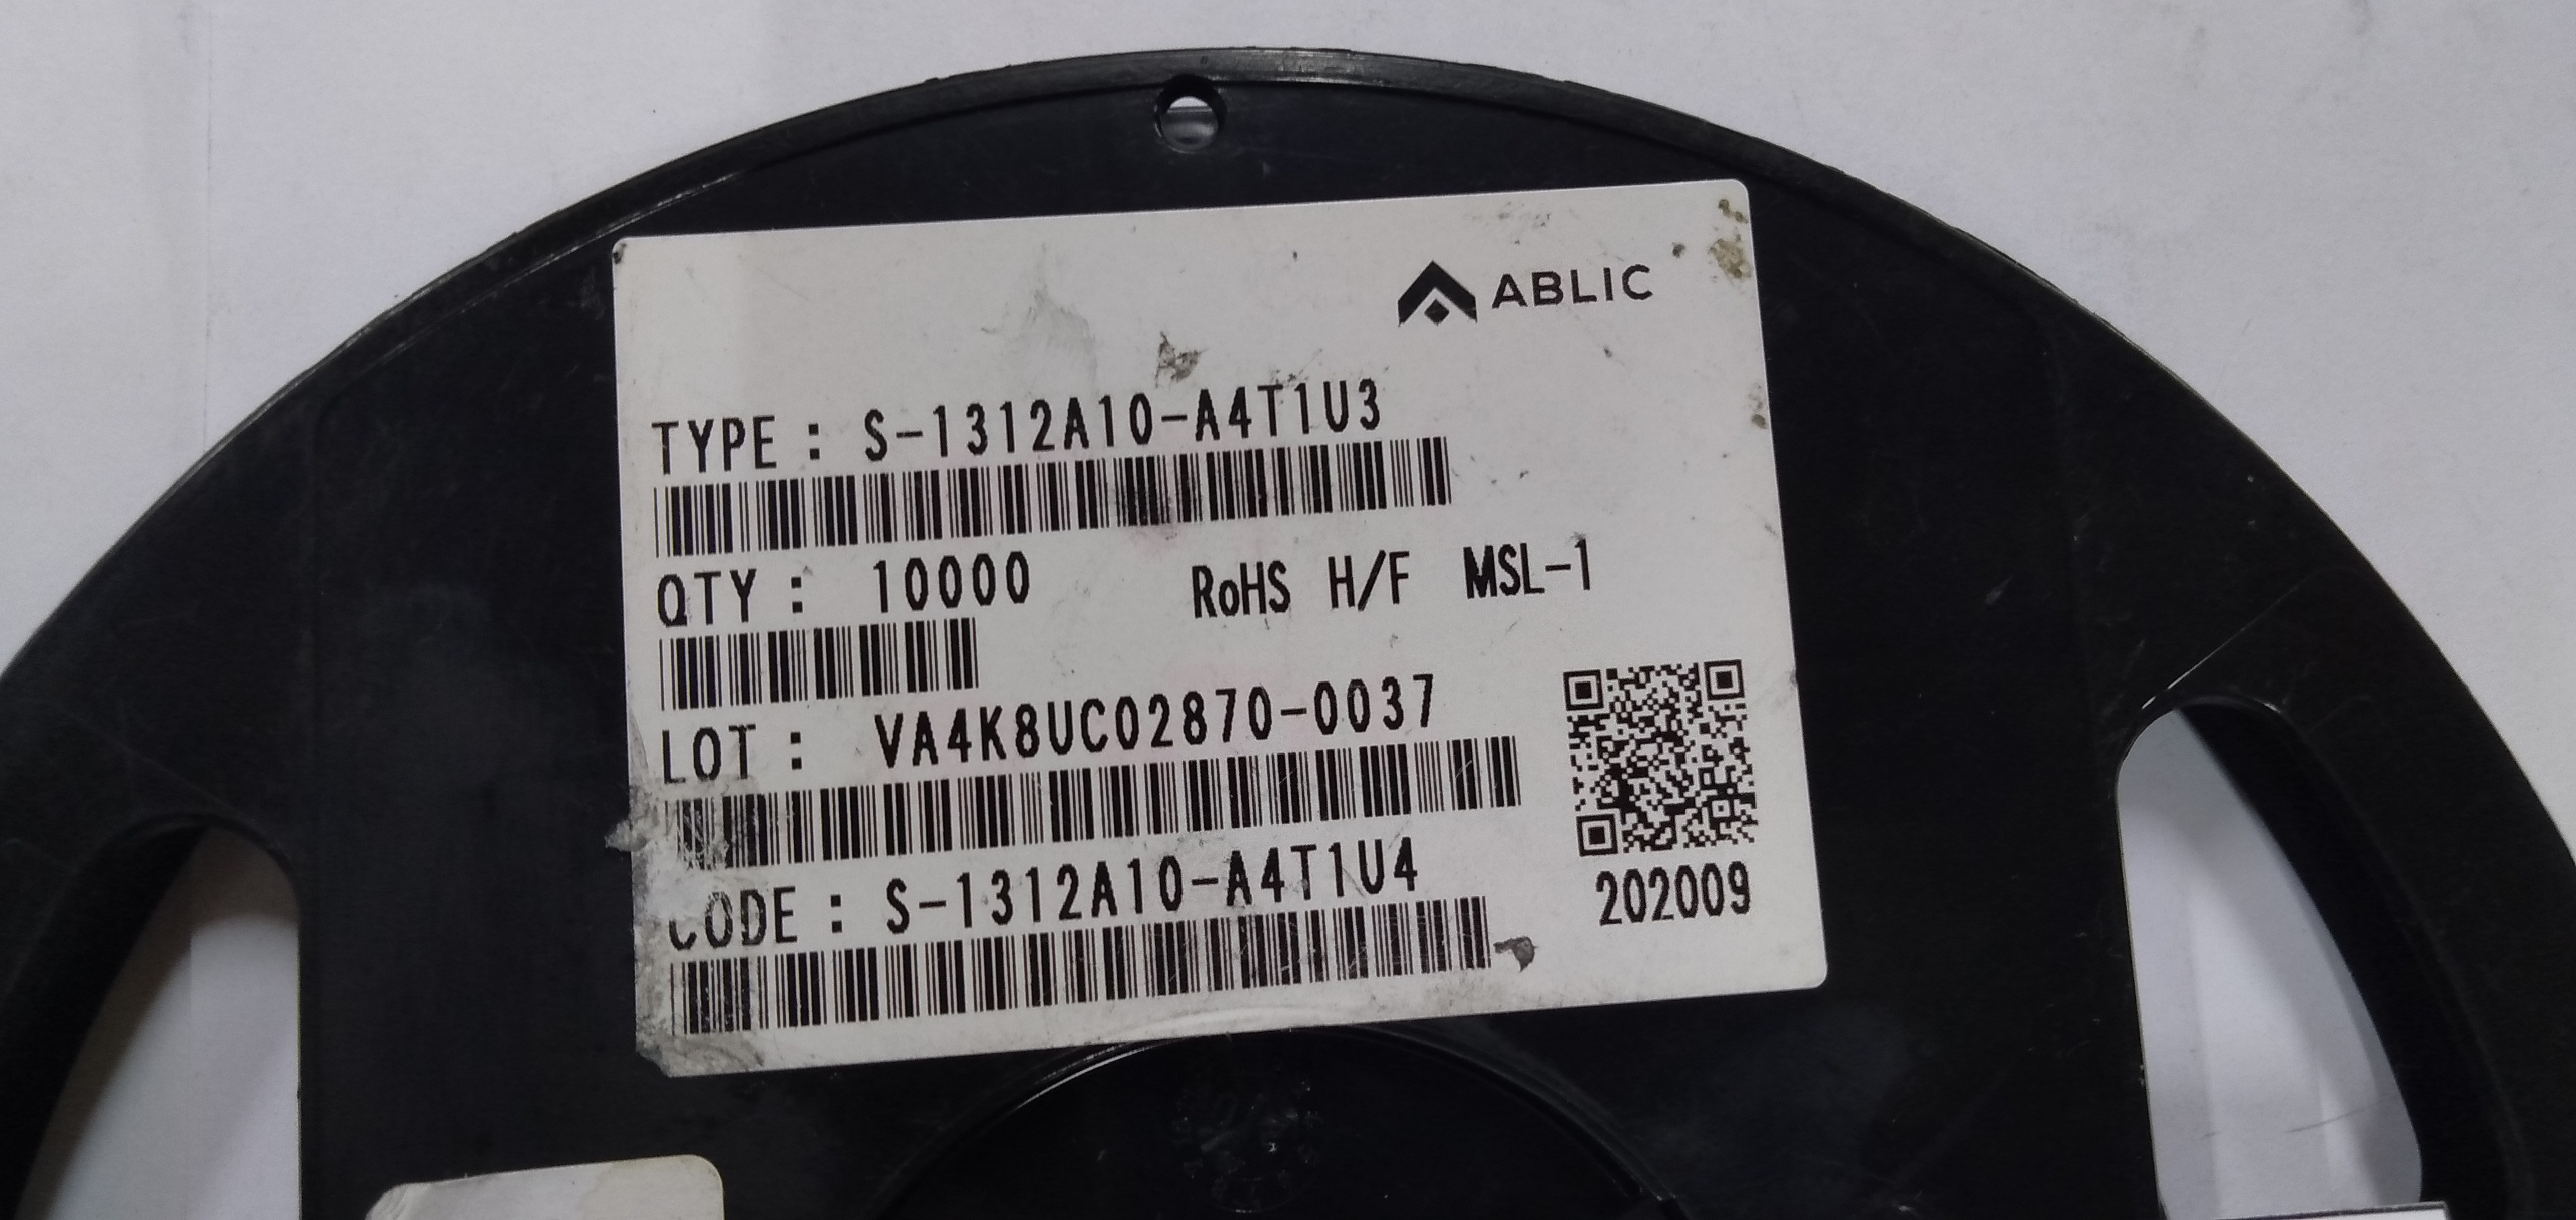 ABLIC
TYPE : S-1312A10-A4T1U3
QTY : 10000 RoHS H/F MSL-1
LOT : VA4K8UC02870-0037
CODE : S-1312A10-A4T1U4
202009